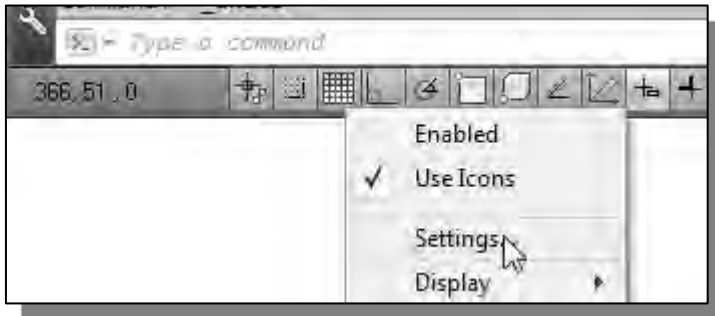 Type a command
366, 51 , 0
Enabled
Use Icons
Settings
Display